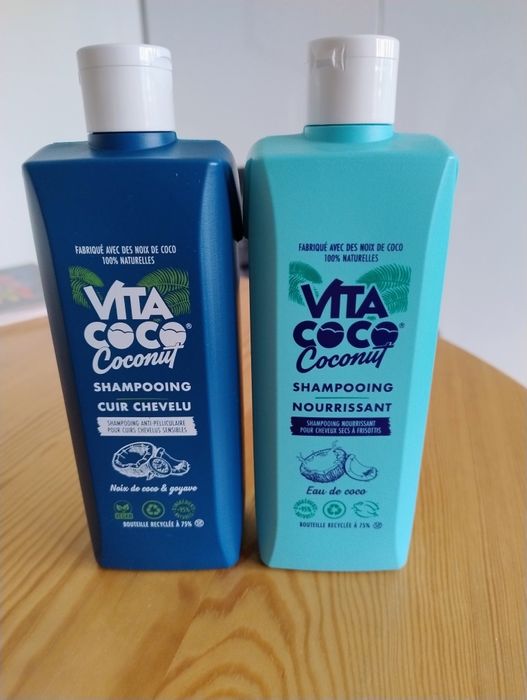 FABRIQUÉ AVEC DES NOIX DE COCO
100% NATURELLES
VITA
COCO®
Coconut
SHAMPOOING
CUIR CHEVELU
SHAMPOOING ANTI-PELLICULAIRE
POUR CUIRS CHEVELUS SENSIBLES
Noix de coco & goyave
VEGAN
BOUTEILLE RECYCLÉE À 75%
FABRIQUÉ AVEC DES NOIX DE COCO
100% NATURELLES
VITA
COCO®
Coconut
SHAMPOOING
NOURRISSANT
SHAMPOOING NOURRISSANT
POUR CHEVEUX SECS À FRISOTTIS
Eau de coco
+95%
BOUTEILLE RECYCLÉE À 75%